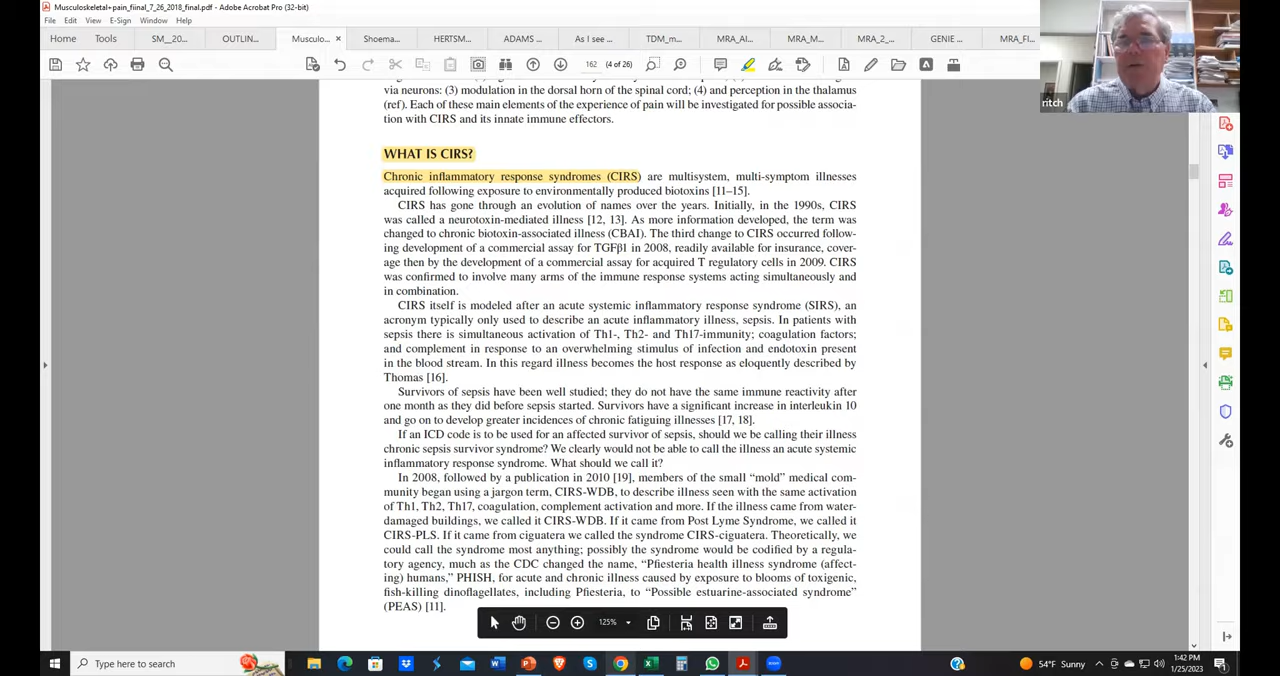 Musculoskeletal+pain_fiinal_7_26_2018_final.pdf - Adobe Acrobat Pro (32-bit)
File Edit View E-Sign Window Help
Home Tools SM__20... OUTLIN... Musculo... × Shoema... HERTSM... ADAMS ... As I see ... TDM_m... MRA_AI... MRA_M... MRA_2_... GENIE ... MRA_FI...
162 (4 of 26)
ritch
via neurons: (3) modulation in the dorsal horn of the spinal cord; (4) and perception in the thalamus
(ref). Each of these main elements of the experience of pain will be investigated for possible associa-
tion with CIRS and its innate immune effectors.
WHAT IS CIRS?
Chronic inflammatory response syndromes (CIRS) are multisystem, multi-symptom illnesses
acquired following exposure to environmentally produced biotoxins [11–15].
CIRS has gone through an evolution of names over the years. Initially, in the 1990s, CIRS
was called a neurotoxin-mediated illness [12, 13]. As more information developed, the term was
changed to chronic biotoxin-associated illness (CBAI). The third change to CIRS occurred follow-
ing development of a commercial assay for TGFβ1 in 2008, readily available for insurance, cover-
age then by the development of a commercial assay for acquired T regulatory cells in 2009. CIRS
was confirmed to involve many arms of the immune response systems acting simultaneously and
in combination.
CIRS itself is modeled after an acute systemic inflammatory response syndrome (SIRS), an
acronym typically only used to describe an acute inflammatory illness, sepsis. In patients with
sepsis there is simultaneous activation of Th1-, Th2- and Th17-immunity; coagulation factors;
and complement in response to an overwhelming stimulus of infection and endotoxin present
in the blood stream. In this regard illness becomes the host response as eloquently described by
Thomas [16].
Survivors of sepsis have been well studied; they do not have the same immune reactivity after
one month as they did before sepsis started. Survivors have a significant increase in interleukin 10
and go on to develop greater incidences of chronic fatiguing illnesses [17, 18].
If an ICD code is to be used for an affected survivor of sepsis, should we be calling their illness
chronic sepsis survivor syndrome? We clearly would not be able to call the illness an acute systemic
inflammatory response syndrome. What should we call it?
In 2008, followed by a publication in 2010 [19], members of the small “mold” medical com-
munity began using a jargon term, CIRS-WDB, to describe illness seen with the same activation
of Th1, Th2, Th17, coagulation, complement activation and more. If the illness came from water-
damaged buildings, we called it CIRS-WDB. If it came from Post Lyme Syndrome, we called it
CIRS-PLS. If it came from ciguatera we called the syndrome CIRS-ciguatera. Theoretically, we
could call the syndrome most anything; possibly the syndrome would be codified by a regula-
tory agency, much as the CDC changed the name, “Pfiesteria health illness syndrome (affect-
ing) humans,” PHISH, for acute and chronic illness caused by exposure to blooms of toxigenic,
fish-killing dinoflagellates, including Pfiesteria, to “Possible estuarine-associated syndrome”
(PEAS) [11].
125%
Type here to search
54°F Sunny
1:42 PM
1/25/2023